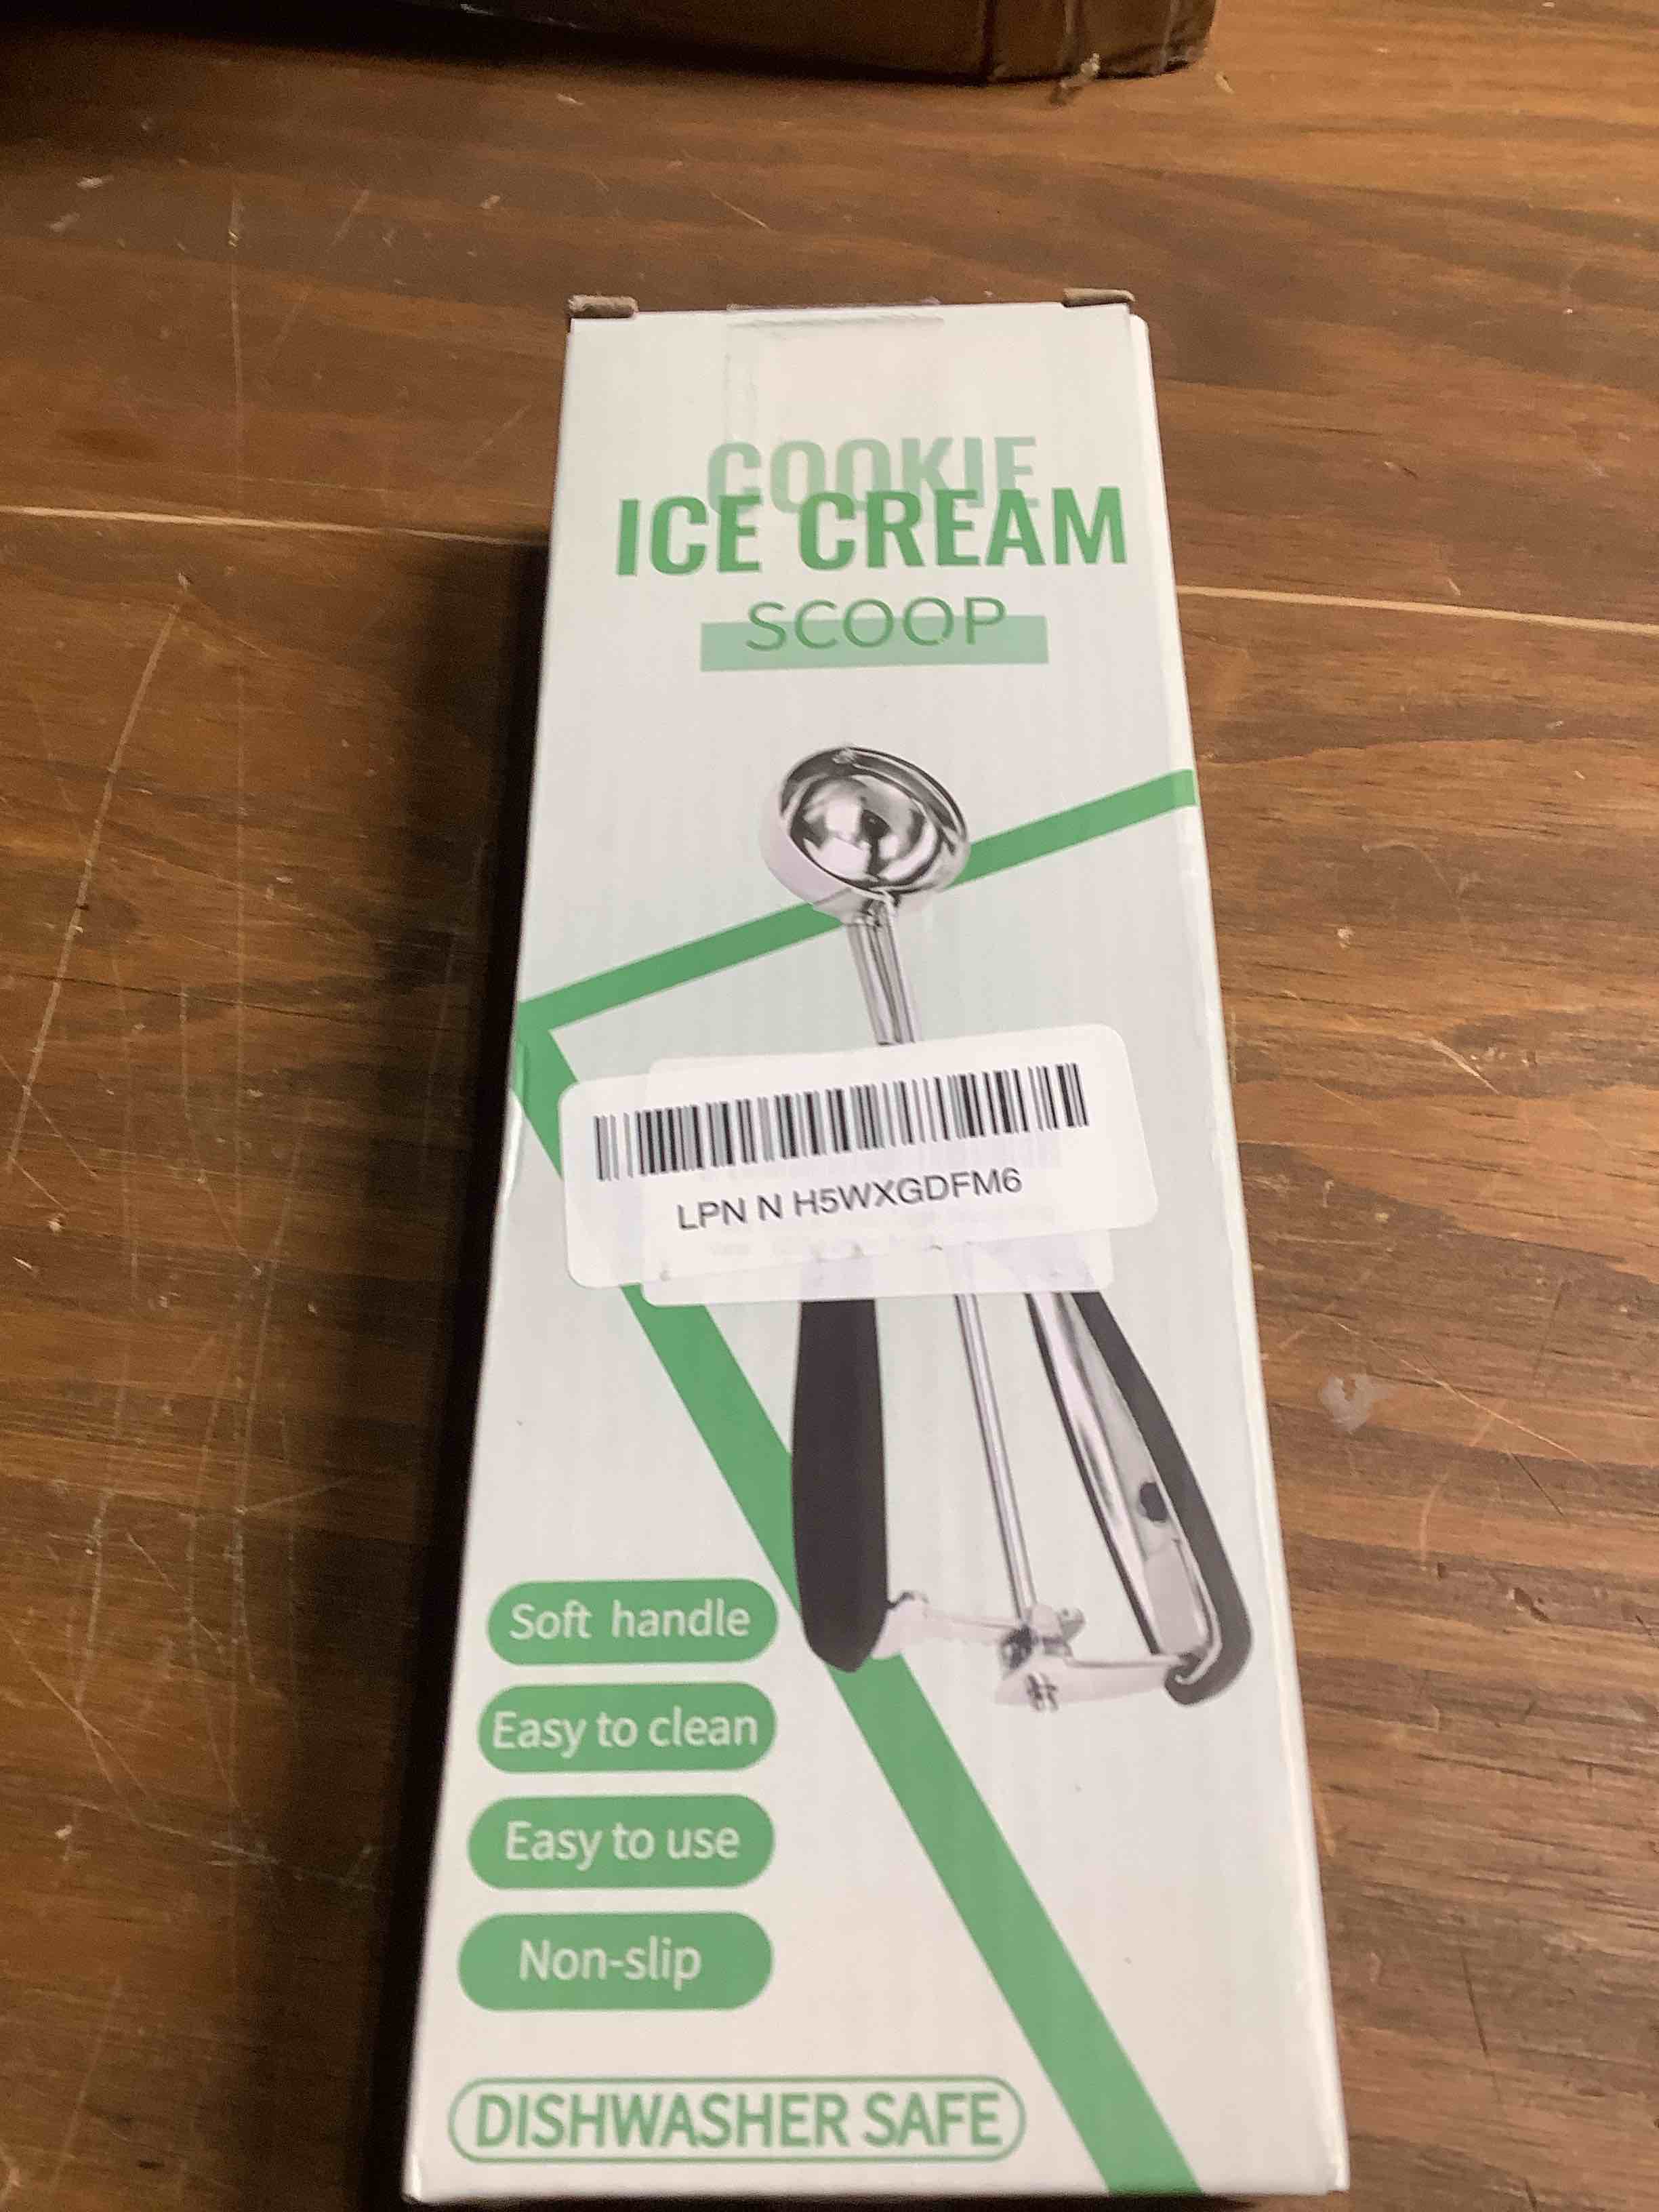 COOKIE
ICE CREAM
SCOOP
LPN N H5WXGDFM6
Soft handle
Easy to clean
Easy to use
Non-slip
DISHWASHER SAFE